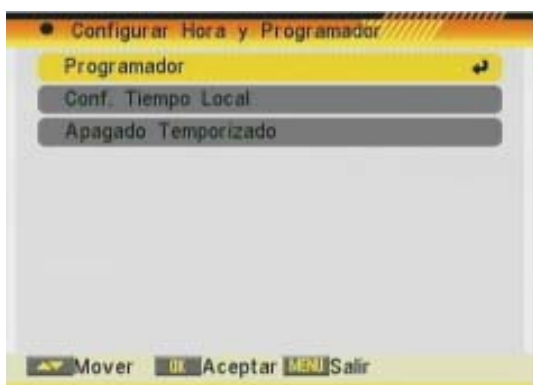 Configurar Hora y Programador
Programador
Conf. Tiempo Local
Apagado Temporizado
Mover OK Aceptar MENU Salir